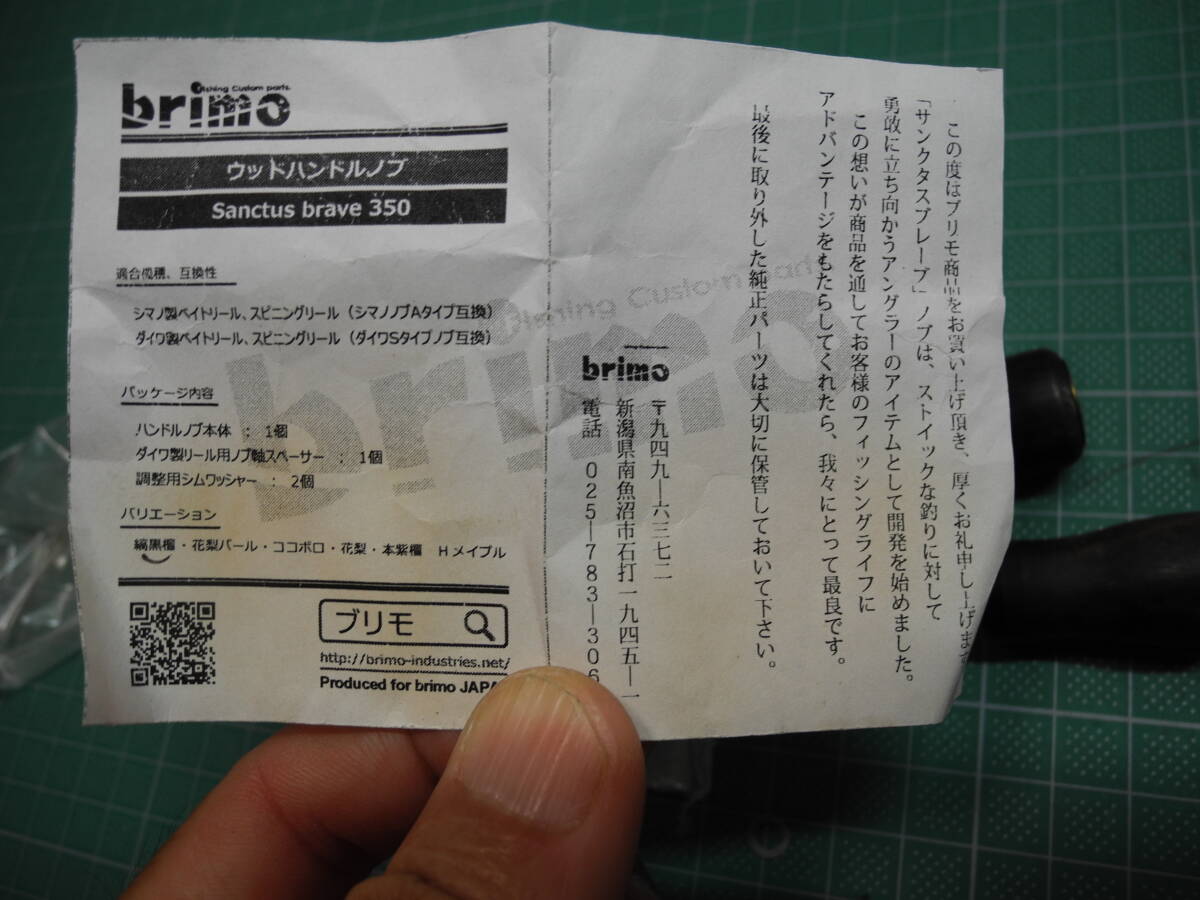 brimo
fishing Custom parts.
ウッドハンドルノブ
Sanctus brave 350
適合機種、互換性
シマノ製ベイトリール、スピニングリール（シマノノブAタイプ互換）
ダイワ製ベイトリール、スピニングリール（ダイワSタイプノブ互換）
パッケージ内容
ハンドルノブ本体 ： 1個
ダイワ製リール用ノブ軸スペーサー ： 1個
調整用シムワッシャー ： 2個
バリエーション
縞黒檀・花梨バール・ココボロ・花梨・本紫檀 Hメイプル
ブリモ
http://brimo-industries.net/
Produced for brimo JAPA
fishing Custom parts
brimo
この度はブリモ商品をお買い上げ頂き、厚くお礼申し上げます
「サンクタスブレーブ」ノブは、ストイックな釣りに対して
勇敢に立ち向かうアングラーのアイテムとして開発を始めました。
この想いが商品を通してお客様のフィッシングライフに
アドバンテージをもたらしてくれたら、我々にとって最良です。
最後に取り外した純正パーツは大切に保管しておいて下さい。
brimo
〒九四九―六三七二
新潟県南魚沼市石打一九四五―一
電話 025―783―306